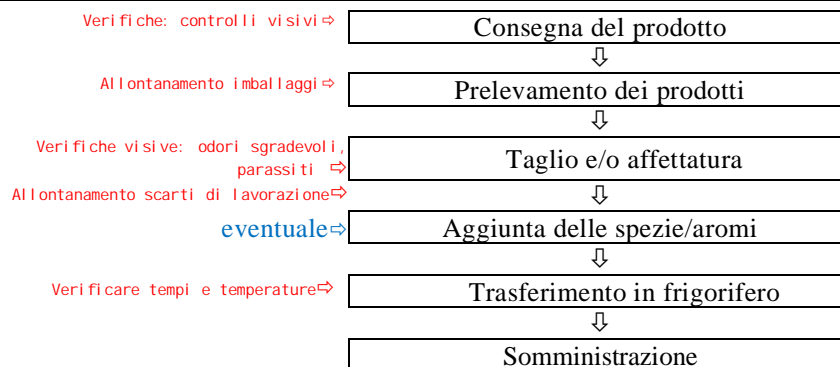 Verifiche: controlli visivi⇨ Consegna del prodotto
⇩
Allontanamento imballaggi⇨ Prelevamento dei prodotti
⇩
Verifiche visive: odori sgradevoli,
parassiti ⇨ Taglio e/o affettatura
Allontanamento scarti di lavorazione⇨ ⇩
eventuale⇨ Aggiunta delle spezie/aromi
⇩
Verificare tempi e temperature⇨ Trasferimento in frigorifero
⇩
Somministrazione